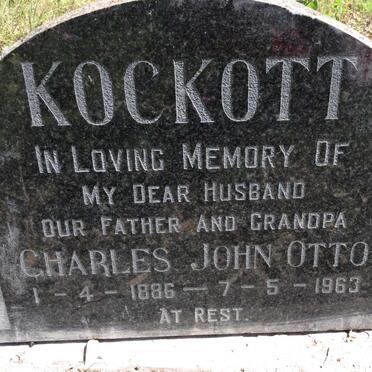 KOCKOTT
IN LOVING MEMORY OF
MY DEAR HUSBAND
OUR FATHER AND GRANDPA
CHARLES JOHN OTTO
1-4-1886-7-5-1963
AT REST.